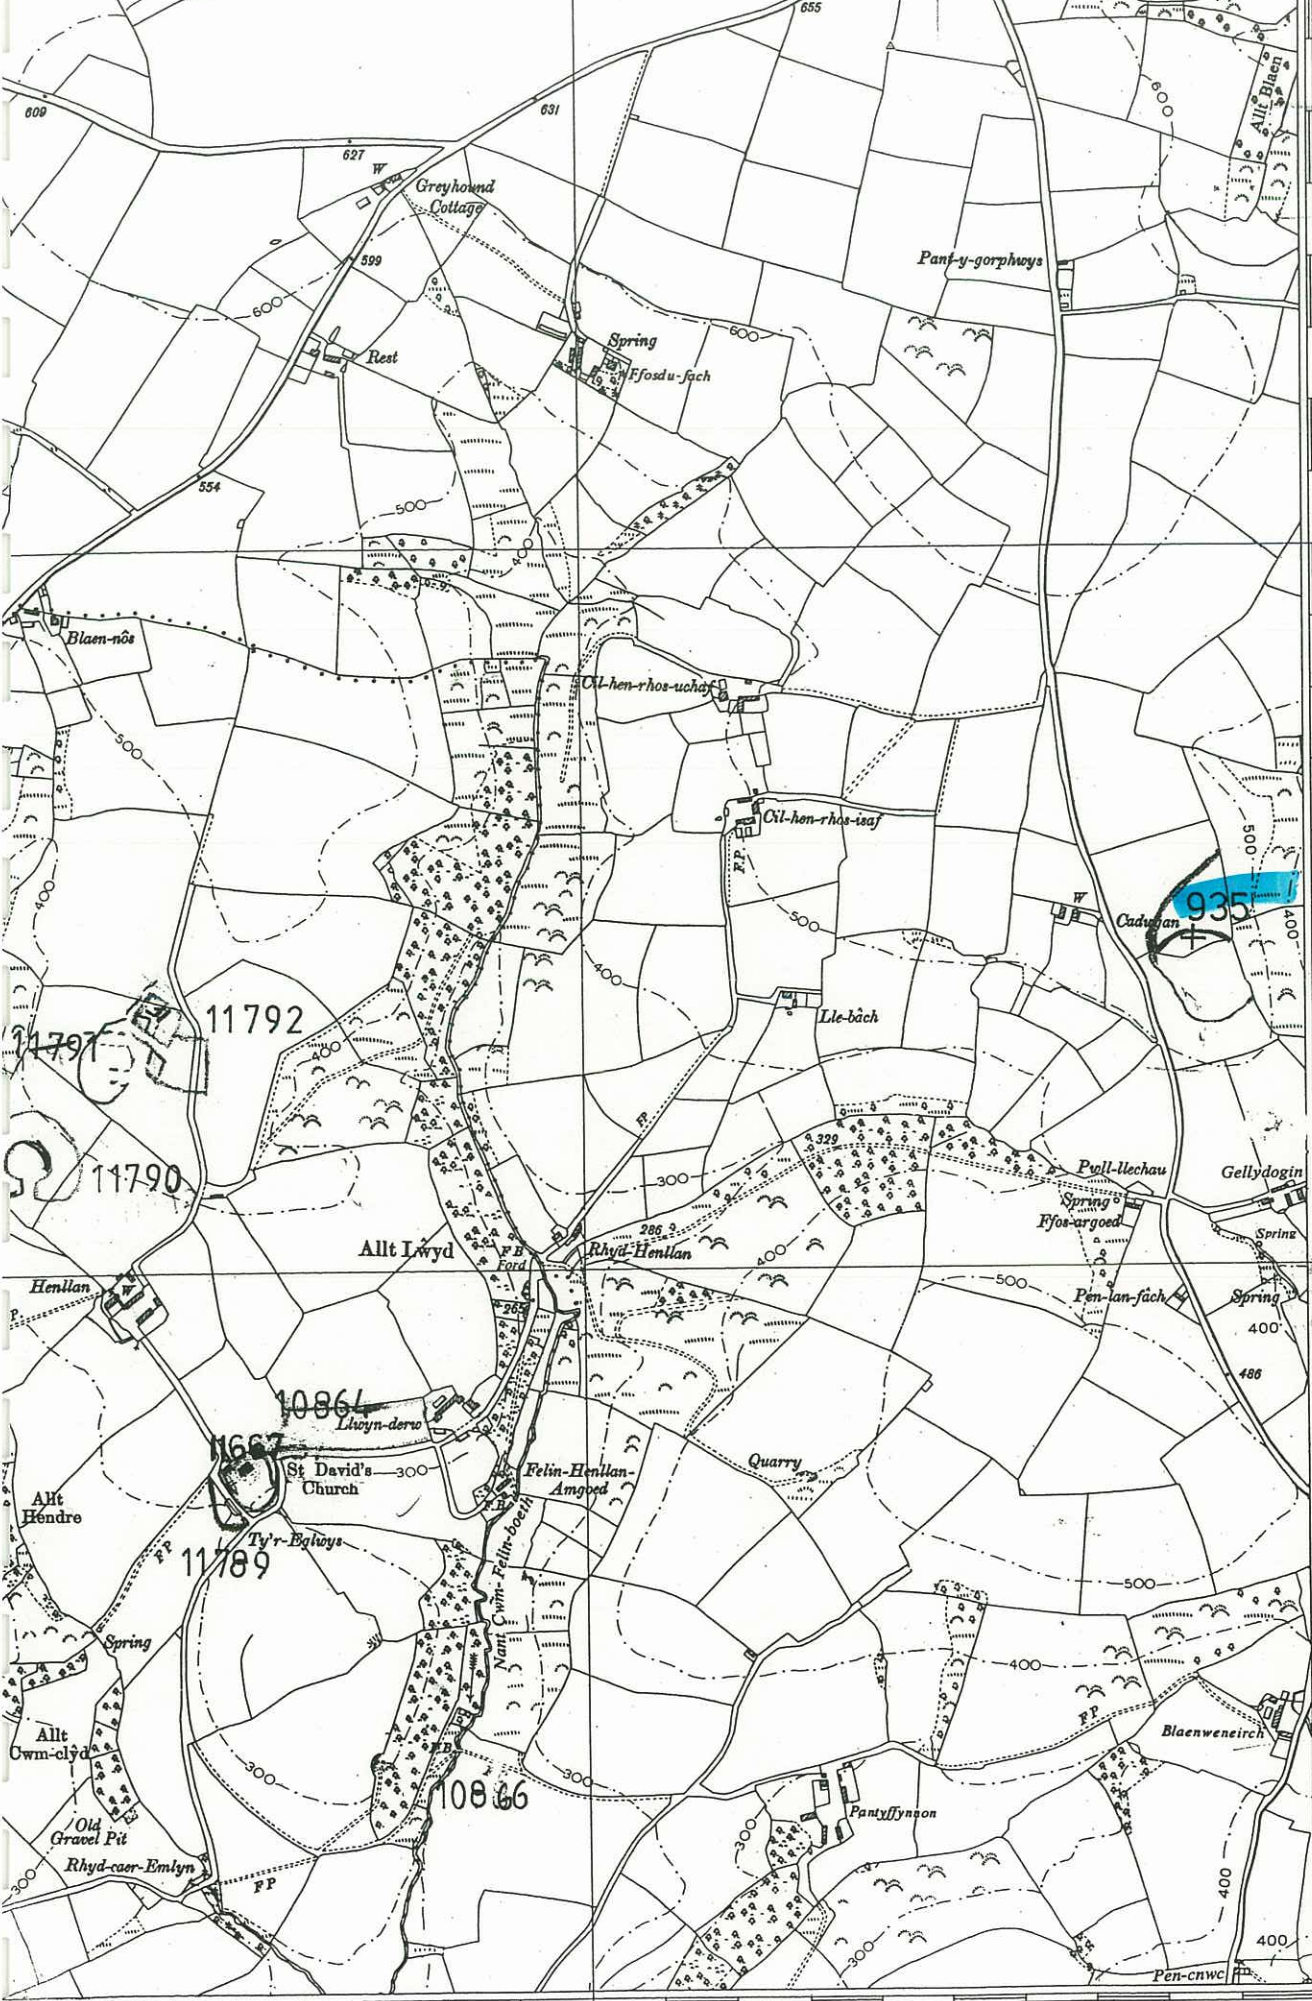 655
609
631
627
W
Greyhound
Cottage
600
Allt Blaen
599
Pant-y-gorphwys
600
600
Rest
Spring
Ffosdu-fach
554
500
400
Blaen-nôs
Cil-hen-rhos-uchaf
500
Cil-hen-rhos-isaf
FP
500
400
W
Cadwgan
935
400
500
400
11792
11791
Lle-bâch
400
FP
329
11790
300
Pwll-llechau
Gellydogin
Spring
Ffos-argoed
286
Allt Lŵyd
FB
Ford
Rhyd-Henllan
400
Spring
Henllan
W
P
265
500
Pen-lan-fâch
Spring
400
486
10864
Llwyn-derw
11667
St David's
Church
300
Felin-Henllan-
Amgoed
Quarry
FB
Allt
Hendre
Ty'r-Eglwys
FP
11789
Nant Cwm-Felin-boeth
500
Spring
400
FP
Allt
Cwm-clŷd
Blaenweneirch
FB
300
300
10866
Pantyffynnon
300
Old
Gravel Pit
Rhyd-caer-Emlyn
300
FP
400
300
400
Pen-cnwc